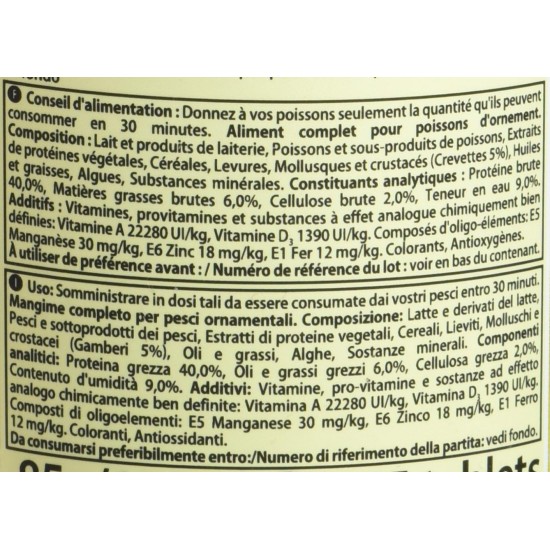 fondo
F Conseil d'alimentation : Donnez à vos poissons seulement la quantité qu'ils peuvent
consommer en 30 minutes. Aliment complet pour poissons d'ornement.
Composition : Lait et produits de laiterie, Poissons et sous-produits de poissons, Extraits
de protéines végétales, Céréales, Levures, Mollusques et crustacés (Crevettes 5%), Huiles
et graisses, Algues, Substances minérales. Constituants analytiques : Protéine brute
40,0%, Matières grasses brutes 6,0%, Cellulose brute 2,0%, Teneur en eau 9,0%.
Additifs : Vitamines, provitamines et substances à effet analogue chimiquement bien
définies: Vitamine A 22280 UI/kg, Vitamine D3 1390 UI/kg. Composés d'oligo-éléments: E5
Manganèse 30 mg/kg, E6 Zinc 18 mg/kg, E1 Fer 12 mg/kg. Colorants, Antioxygènes.
À utiliser de préférence avant : / Numéro de référence du lot : voir en bas du contenant.
I Uso: Somministrare in dosi tali da essere consumate dai vostri pesci entro 30 minuti.
Mangime completo per pesci ornamentali. Composizione: Latte e derivati del latte,
Pesci e sottoprodotti dei pesci, Estratti di proteine vegetali, Cereali, Lieviti, Molluschi e
crostacei (Gamberi 5%), Oli e grassi, Alghe, Sostanze minerali. Componenti
analitici: Proteina grezza 40,0%, Oli e grassi grezzi 6,0%, Cellulosa grezza 2,0%,
Contenuto d'umidità 9,0%. Additivi: Vitamine, pro-vitamine e sostanze ad effetto
analogo chimicamente ben definite: Vitamina A 22280 UI/kg, Vitamina D3 1390 UI/kg.
Composti di oligoelementi: E5 Manganese 30 mg/kg, E6 Zinco 18 mg/kg, E1 Ferro
12 mg/kg. Coloranti, Antiossidanti.
Da consumarsi preferibilmente entro:/Numero di riferimento della partita: vedi fondo.